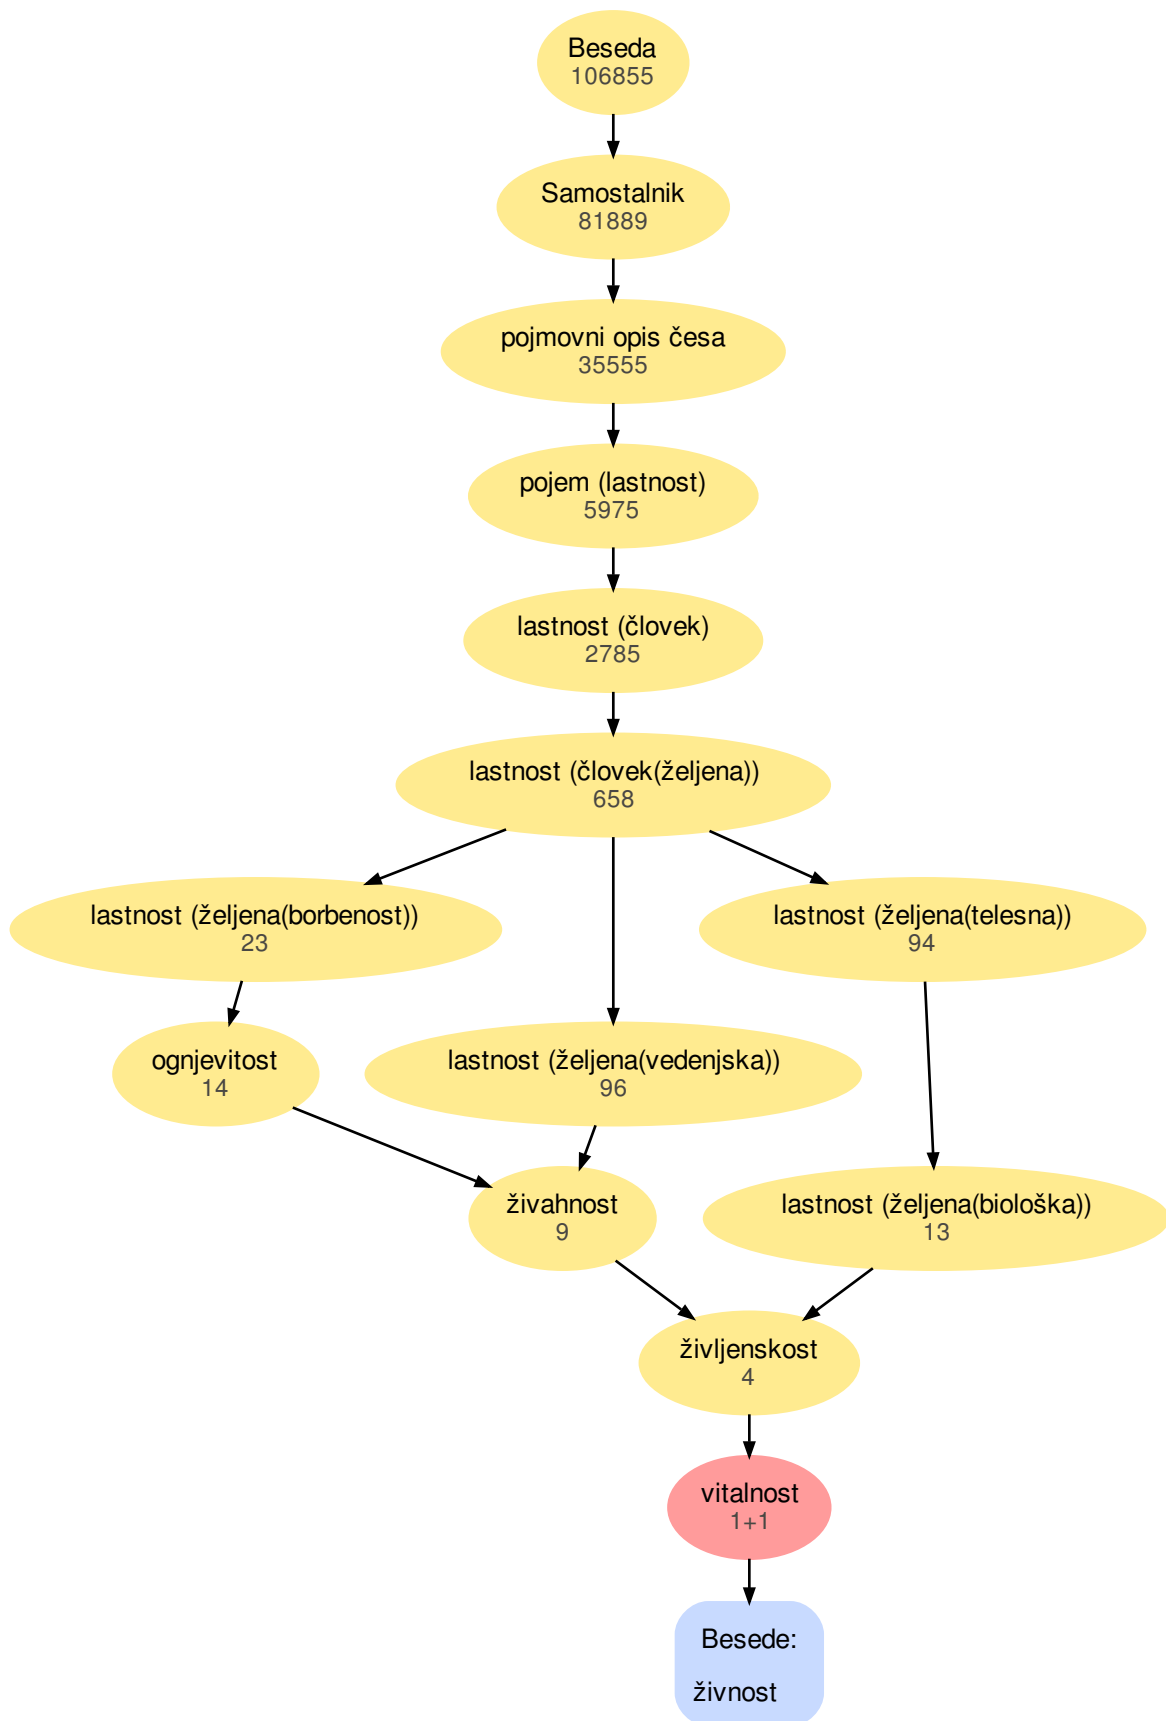 Beseda
106855
Samostalnik
81889
pojmovni opis česa
35555
pojem (lastnost)
5975
lastnost (človek)
2785
lastnost (človek(željena))
658
lastnost (željena(borbenost))
23
lastnost (željena(telesna))
94
ognjevitost
14
lastnost (željena(vedenjska))
96
živahnost
9
lastnost (željena(biološka))
13
življenskost
4
vitalnost
1+1
Besede:
živnost